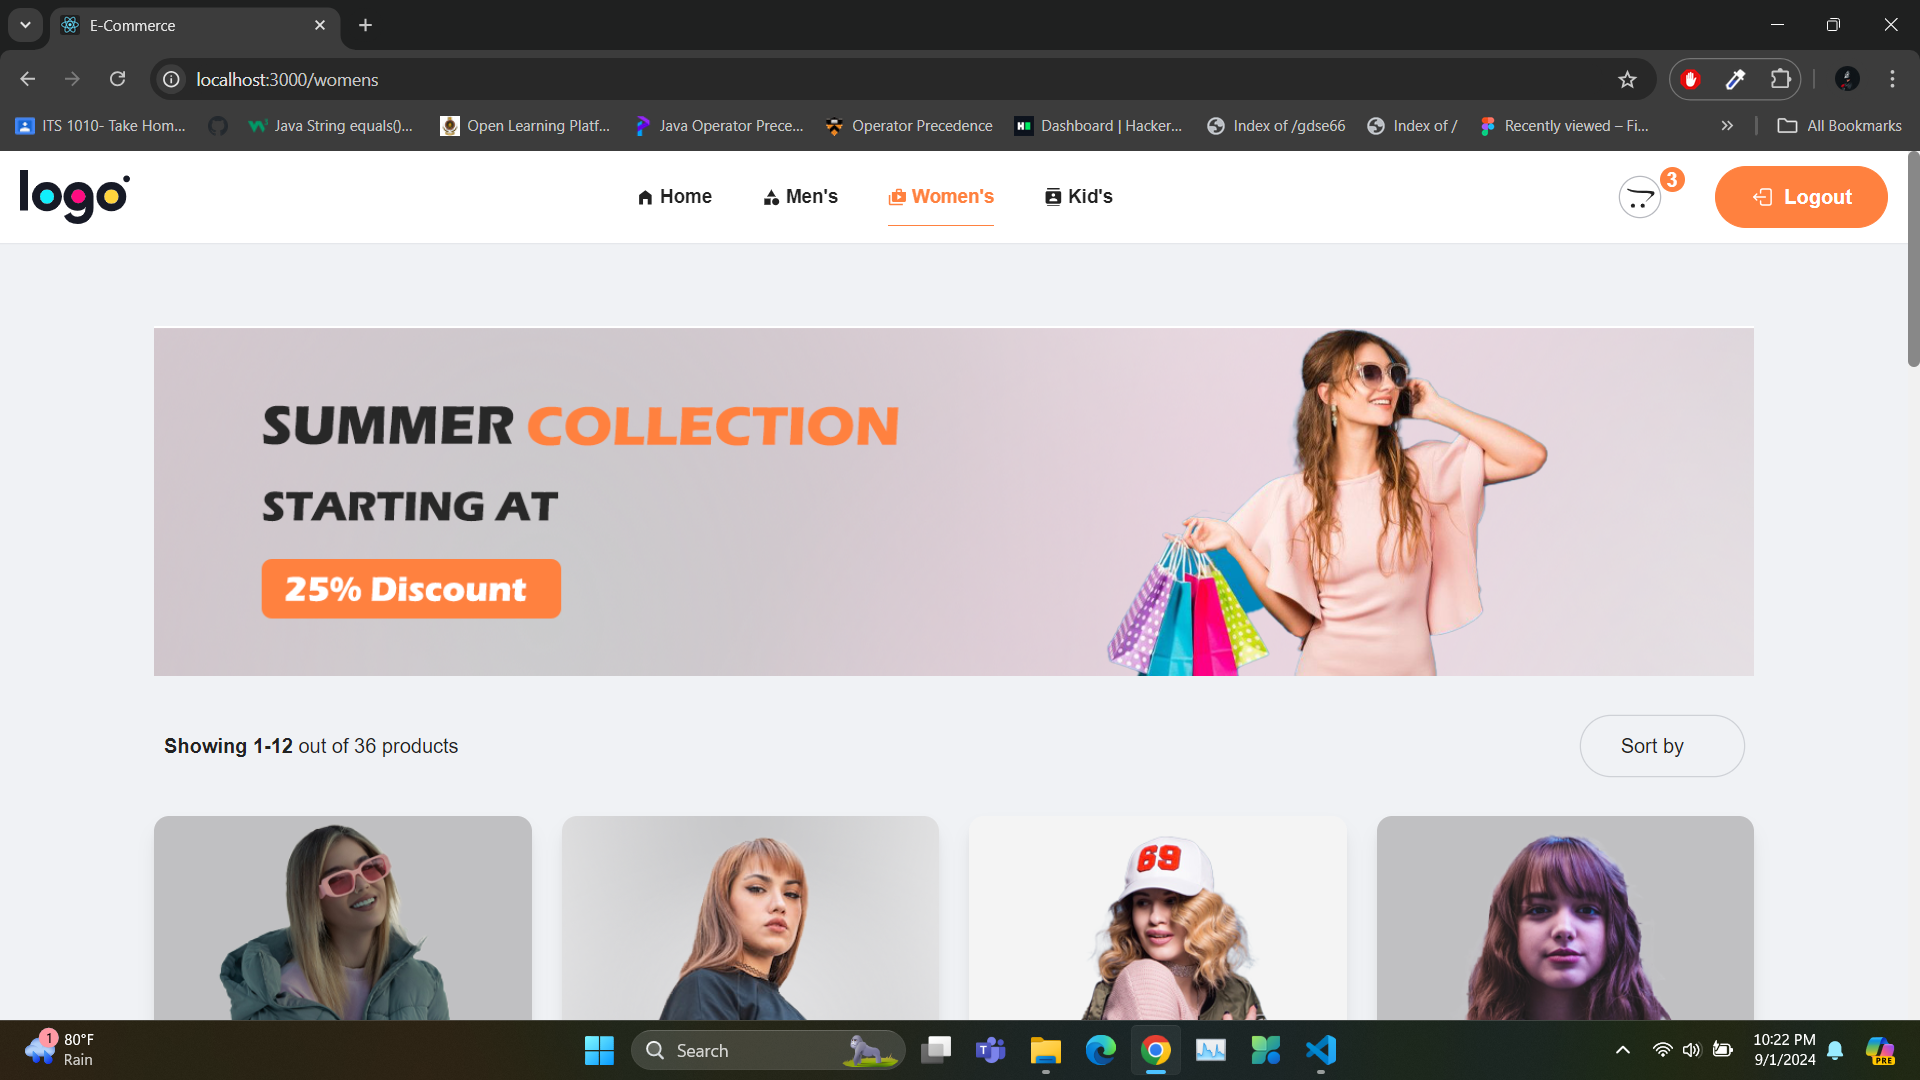 E-Commerce
localhost:3000/womens
ITS 1010- Take Hom...
Java String equals()...
Open Learning Platf...
Java Operator Prece...
Operator Precedence
Dashboard | Hacker...
Index of /gdse66
Index of /
Recently viewed – Fi...
All Bookmarks
logo
Home
Men's
Women's
Kid's
3
Logout
SUMMER COLLECTION
STARTING AT
25% Discount
Showing 1-12 out of 36 products
Sort by
69
1
80°F
Rain
Search
10:22 PM
9/1/2024
PRE